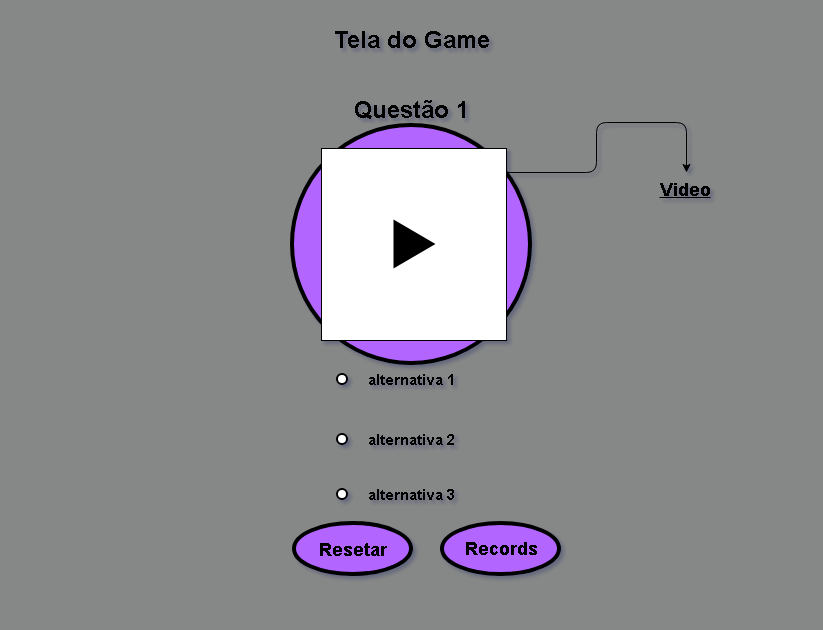 Tela do Game
Questão 1
Video
alternativa 1
alternativa 2
alternativa 3
Resetar
Records